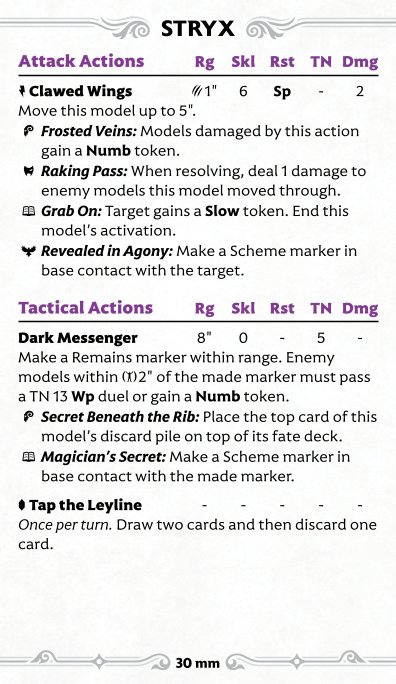 STRYX
Attack Actions Rg Skl Rst TN Dmg
Clawed Wings 1" 6 Sp - 2
Move this model up to 5".
Frosted Veins: Models damaged by this action
gain a Numb token.
Raking Pass: When resolving, deal 1 damage to
enemy models this model moved through.
Grab On: Target gains a Slow token. End this
model's activation.
Revealed in Agony: Make a Scheme marker in
base contact with the target.
Tactical Actions Rg Skl Rst TN Dmg
Dark Messenger 8" 0 - 5 -
Make a Remains marker within range. Enemy
models within 2" of the made marker must pass
a TN 13 Wp duel or gain a Numb token.
Secret Beneath the Rib: Place the top card of this
model's discard pile on top of its fate deck.
Magician's Secret: Make a Scheme marker in
base contact with the made marker.
Tap the Leyline - - - - -
Once per turn. Draw two cards and then discard one
card.
30 mm